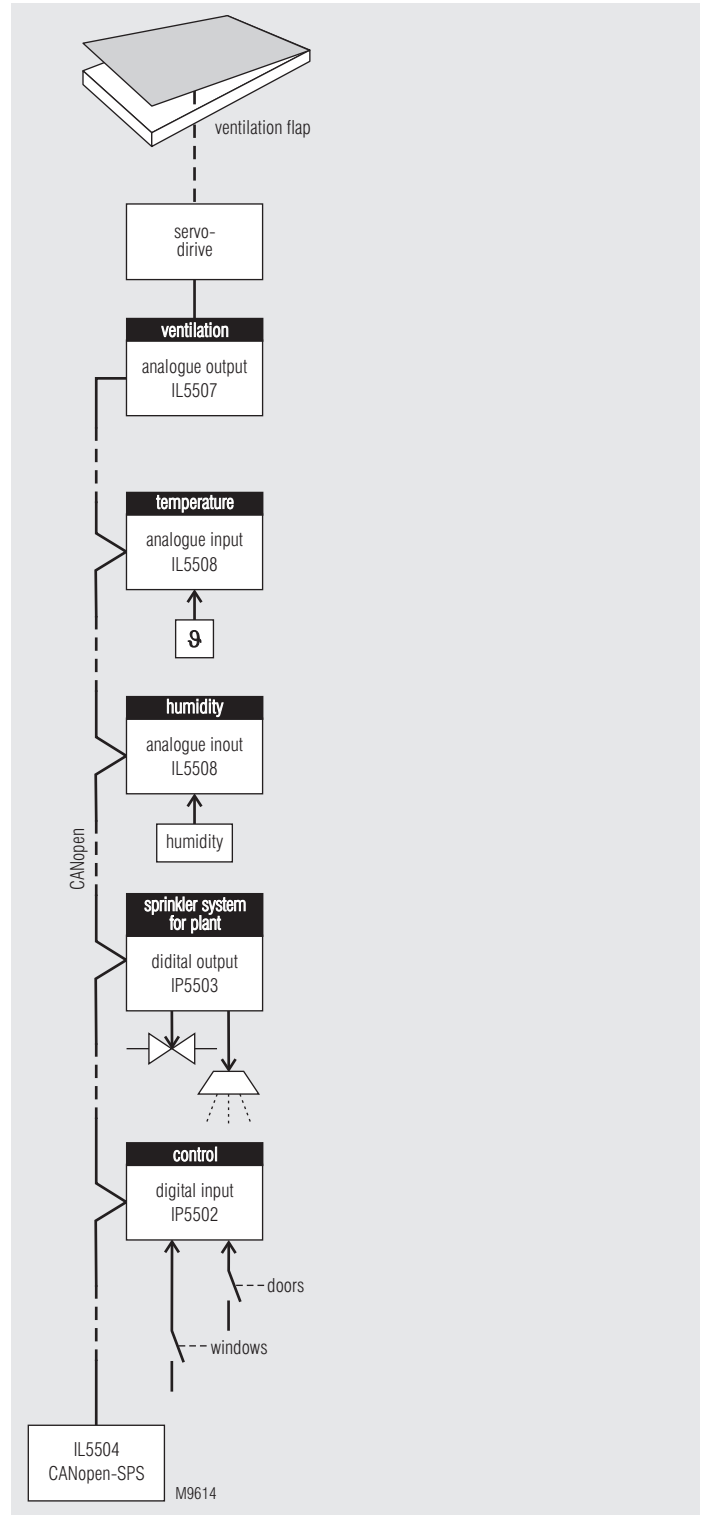 ventilation flap
servo-
dirive
ventilation
analogue output
IL5507
temperature
analogue input
IL5508
ϑ
humidity
analogue inout
IL5508
humidity
CANopen
sprinkler system
for plant
didital output
IP5503
control
digital input
IP5502
doors
windows
IL5504
CANopen-SPS
M9614